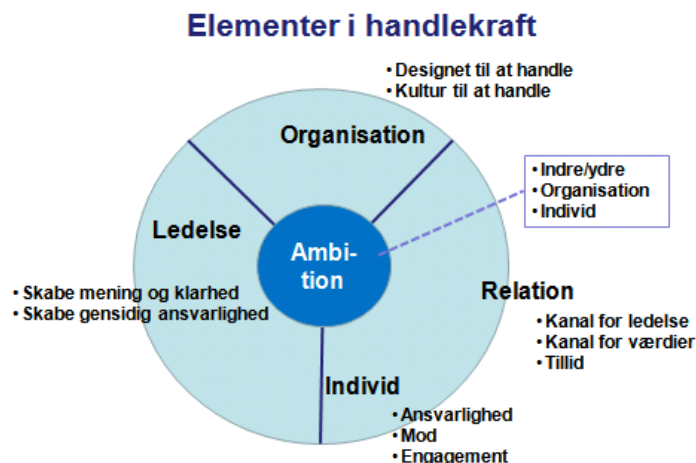 Elementer i handlekraft
• Designet til at handle
• Kultur til at handle
Organisation
• Indre/ydre
• Organisation
• Individ
Ledelse
Ambi-
tion
• Skabe mening og klarhed
• Skabe gensidig ansvarlighed
Relation
• Kanal for ledelse
• Kanal for værdier
• Tillid
Individ
• Ansvarlighed
• Mod
• Engagement